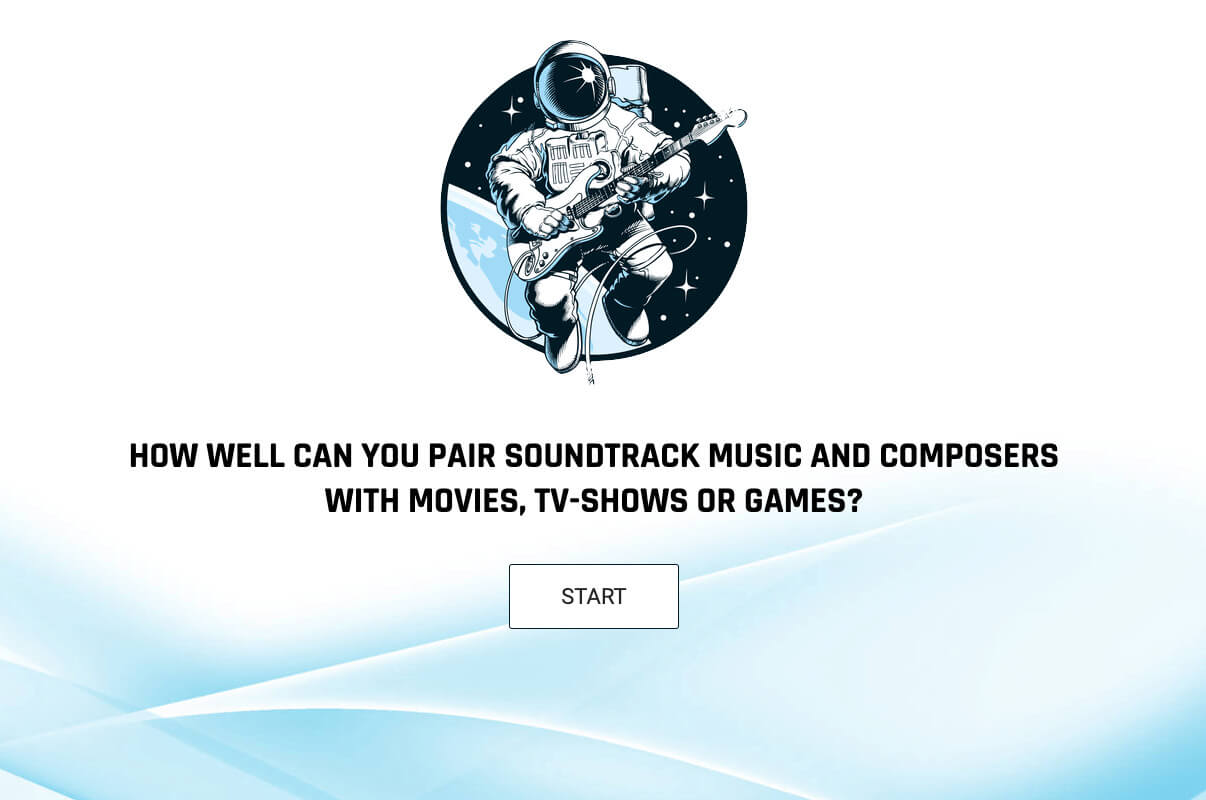 HOW WELL CAN YOU PAIR SOUNDTRACK MUSIC AND COMPOSERS
WITH MOVIES, TV-SHOWS OR GAMES?
START